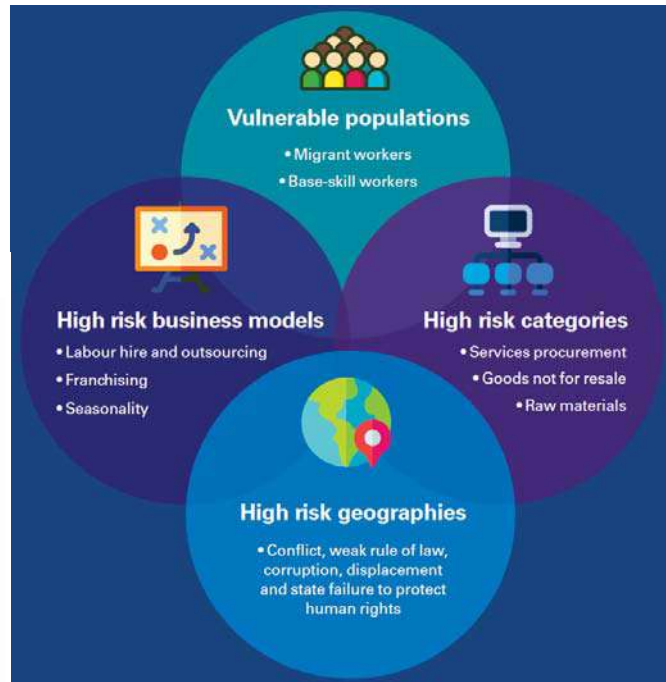 Vulnerable populations
• Migrant workers
• Base-skill workers
High risk business models
• Labour hire and outsourcing
• Franchising
• Seasonality
High risk categories
• Services procurement
• Goods not for resale
• Raw materials
High risk geographies
• Conflict, weak rule of law,
corruption, displacement
and state failure to protect
human rights